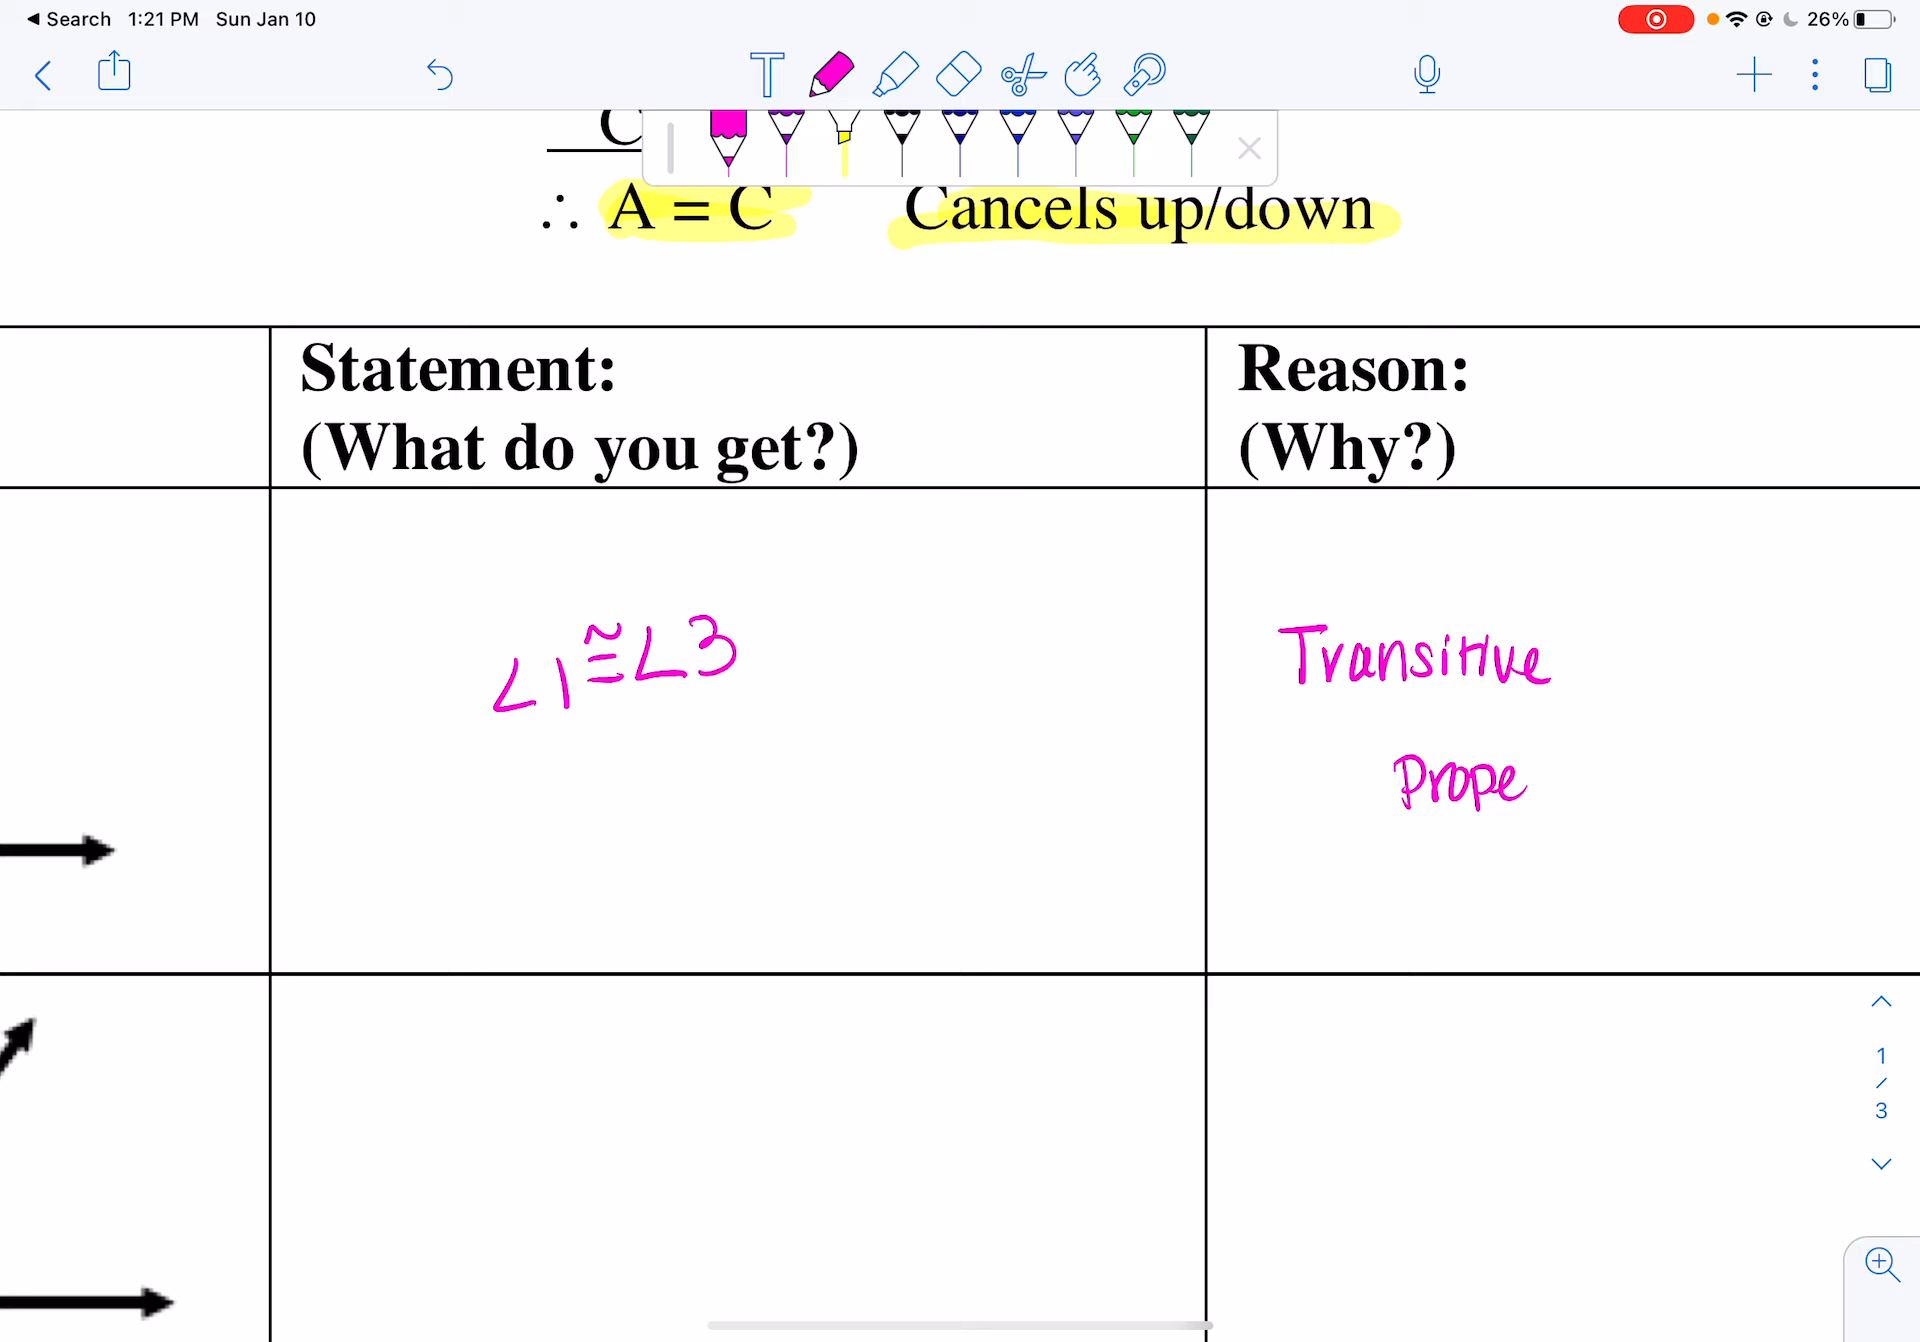 Search 1:21 PM Sun Jan 10 26%
T
∴ A = C Cancels up/down
Statement: Reason:
(What do you get?) (Why?)
∠1≅∠3 Transitive
Prope
1
/
3